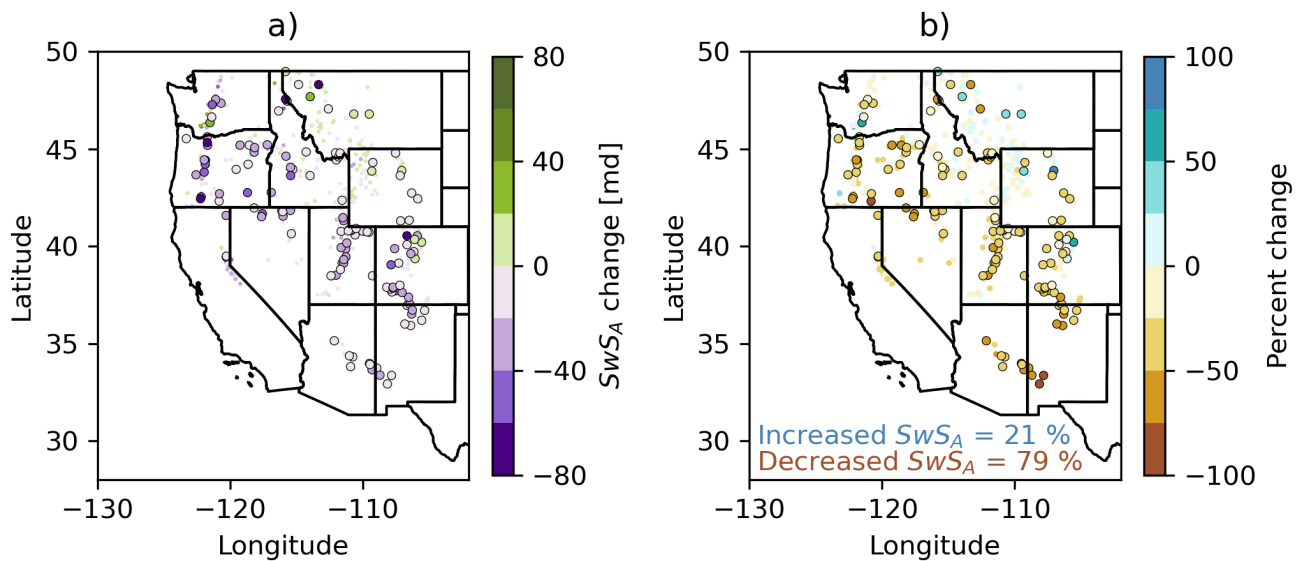 a)
50
45
40
35
30
Latitude
−130
−120
−110
Longitude
80
40
0
−40
−80
SwS_A change [md]
b)
50
45
40
35
30
Latitude
Increased SwS_A = 21 %
Decreased SwS_A = 79 %
−130
−120
−110
Longitude
100
50
0
−50
−100
Percent change